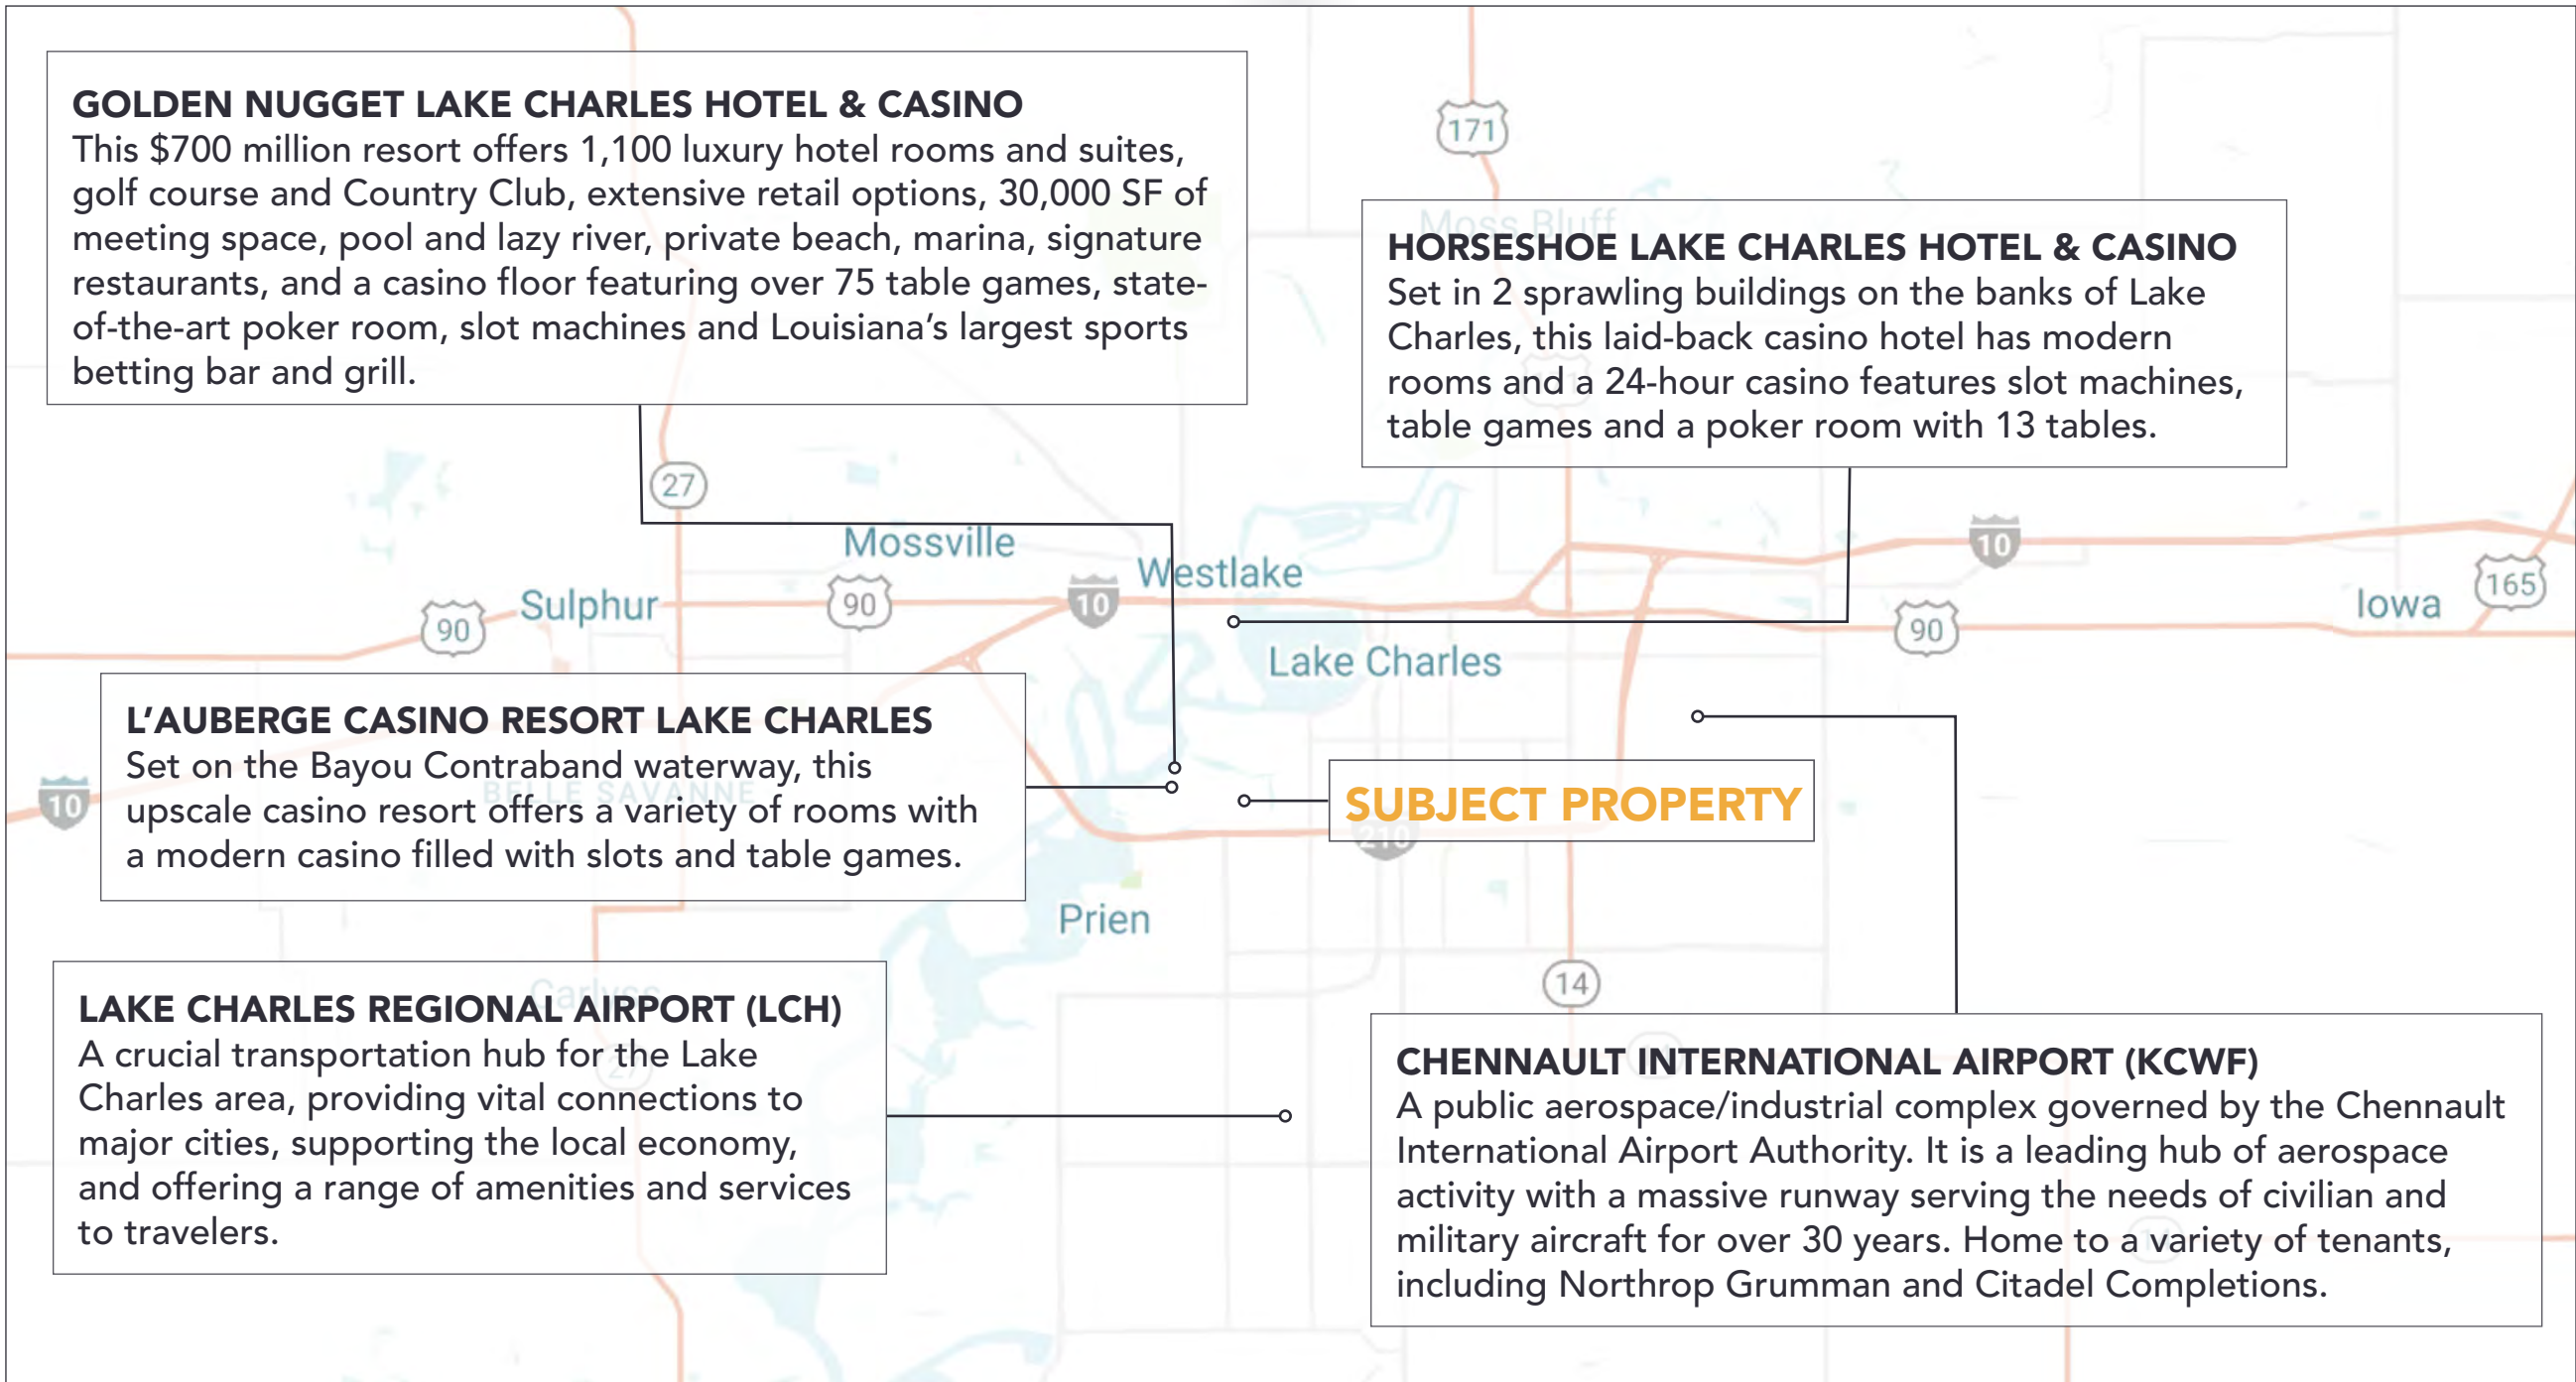 GOLDEN NUGGET LAKE CHARLES HOTEL & CASINO
This $700 million resort offers 1,100 luxury hotel rooms and suites,
golf course and Country Club, extensive retail options, 30,000 SF of
meeting space, pool and lazy river, private beach, marina, signature
restaurants, and a casino floor featuring over 75 table games, state-
of-the-art poker room, slot machines and Louisiana’s largest sports
betting bar and grill.
171
Moss Bluff
HORSESHOE LAKE CHARLES HOTEL & CASINO
Set in 2 sprawling buildings on the banks of Lake
Charles, this laid-back casino hotel has modern
rooms and a 24-hour casino features slot machines,
table games and a poker room with 13 tables.
27
Mossville
10
Westlake
Sulphur
90
90
10
Iowa
165
90
Lake Charles
L’AUBERGE CASINO RESORT LAKE CHARLES
Set on the Bayou Contraband waterway, this
upscale casino resort offers a variety of rooms with
a modern casino filled with slots and table games.
BELLE SAVANNE
10
SUBJECT PROPERTY
210
Prien
14
Carlyss
LAKE CHARLES REGIONAL AIRPORT (LCH)
A crucial transportation hub for the Lake
Charles area, providing vital connections to
major cities, supporting the local economy,
and offering a range of amenities and services
to travelers.
27
CHENNAULT INTERNATIONAL AIRPORT (KCWF)
A public aerospace/industrial complex governed by the Chennault
International Airport Authority. It is a leading hub of aerospace
activity with a massive runway serving the needs of civilian and
military aircraft for over 30 years. Home to a variety of tenants,
including Northrop Grumman and Citadel Completions.
14